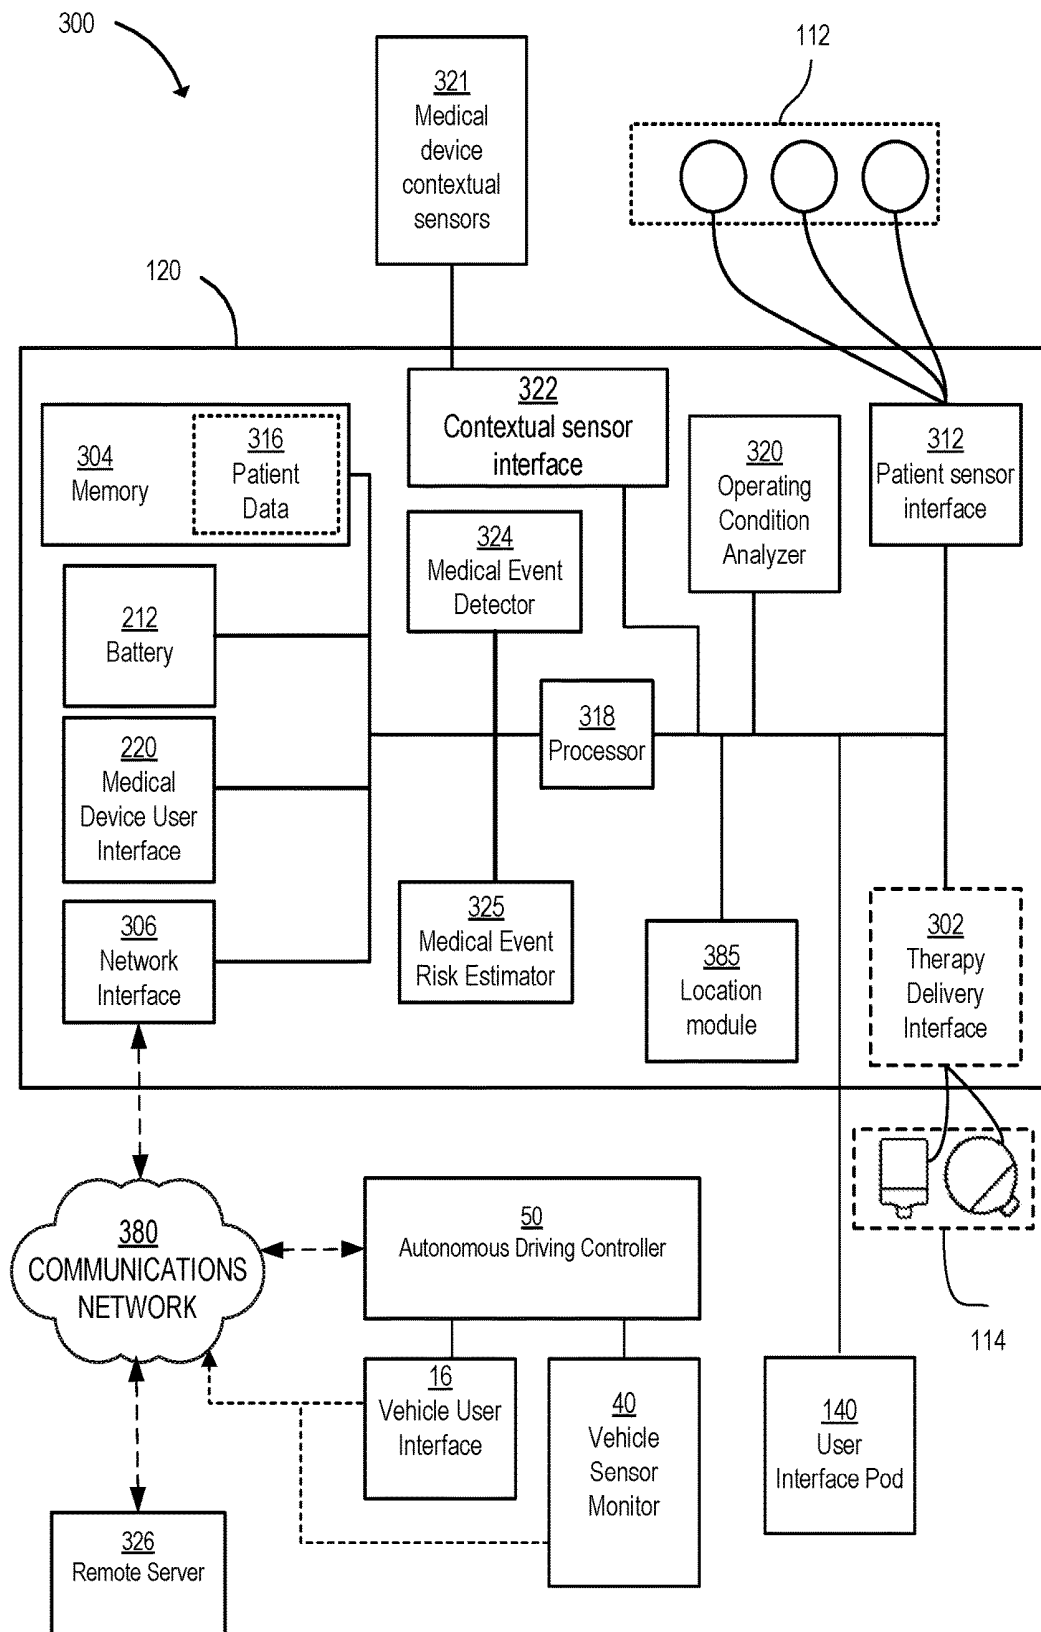 300
112
321
Medical
device
contextual
sensors
120
322
Contextual sensor
interface
304
Memory
316
Patient
Data
320
Operating
Condition
Analyzer
312
Patient sensor
interface
324
Medical Event
Detector
212
Battery
318
Processor
220
Medical
Device User
Interface
325
Medical Event
Risk Estimator
306
Network
Interface
385
Location
module
302
Therapy
Delivery
Interface
380
COMMUNICATIONS
NETWORK
50
Autonomous Driving Controller
114
16
Vehicle User
Interface
40
Vehicle
Sensor
Monitor
140
User
Interface Pod
326
Remote Server